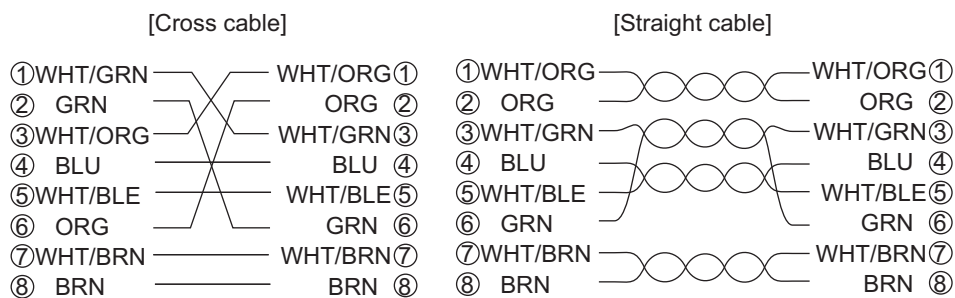 [Cross cable]
①WHT/GRN WHT/ORG①
② GRN ORG ②
③WHT/ORG WHT/GRN③
④ BLU BLU ④
⑤WHT/BLE WHT/BLE⑤
⑥ ORG GRN ⑥
⑦WHT/BRN WHT/BRN⑦
⑧ BRN BRN ⑧
[Straight cable]
①WHT/ORG WHT/ORG①
② ORG ORG ②
③WHT/GRN WHT/GRN③
④ BLU BLU ④
⑤WHT/BLE WHT/BLE⑤
⑥ GRN GRN ⑥
⑦WHT/BRN WHT/BRN⑦
⑧ BRN BRN ⑧